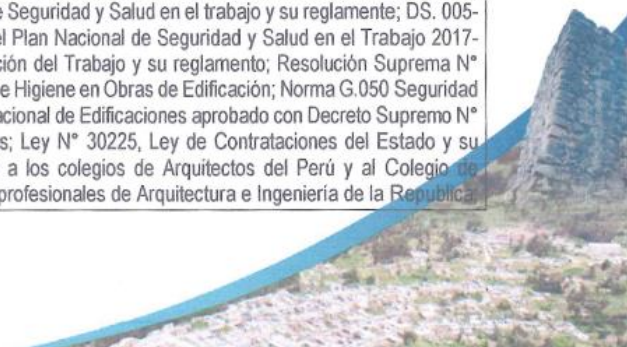 e Seguridad y Salud en el trabajo y su reglamente; DS. 005-
el Plan Nacional de Seguridad y Salud en el Trabajo 2017-
ción del Trabajo y su reglamento; Resolución Suprema N°
e Higiene en Obras de Edificación; Norma G.050 Seguridad
acional de Edificaciones aprobado con Decreto Supremo N°
s; Ley N° 30225, Ley de Contrataciones del Estado y su
a los colegios de Arquitectos del Perú y al Colegio de
profesionales de Arquitectura e Ingeniería de la Republica,